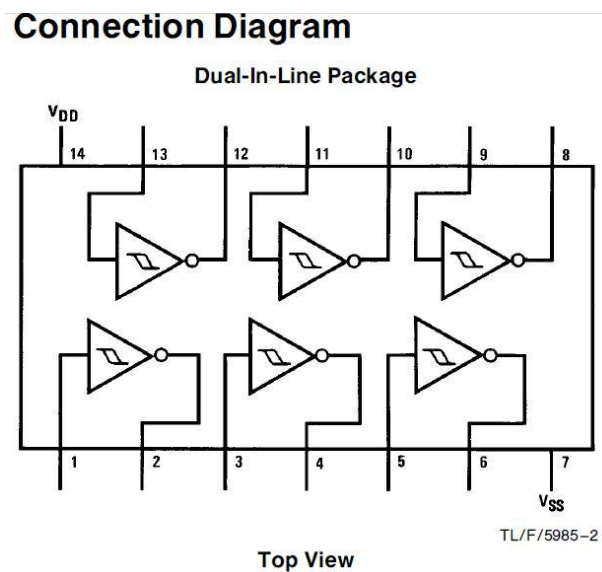 Connection Diagram
Dual-In-Line Package
VDD
14 13 12 11 10 9 8
1 2 3 4 5 6 7
VSS
TL/F/5985-2
Top View